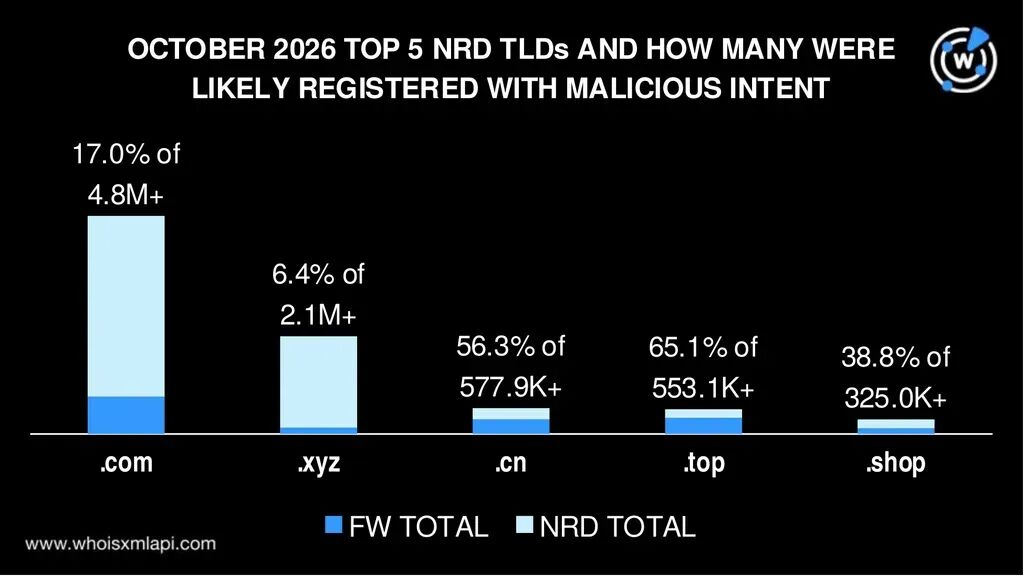 OCTOBER 2026 TOP 5 NRD TLDs AND HOW MANY WERE
LIKELY REGISTERED WITH MALICIOUS INTENT
W
17.0% of
4.8M+
6.4% of
2.1M+
56.3% of
577.9K+
65.1% of
553.1K+
38.8% of
325.0K+
.com
.xyz
.cn
.top
.shop
FW TOTAL
NRD TOTAL
www.whoisxmlapi.com